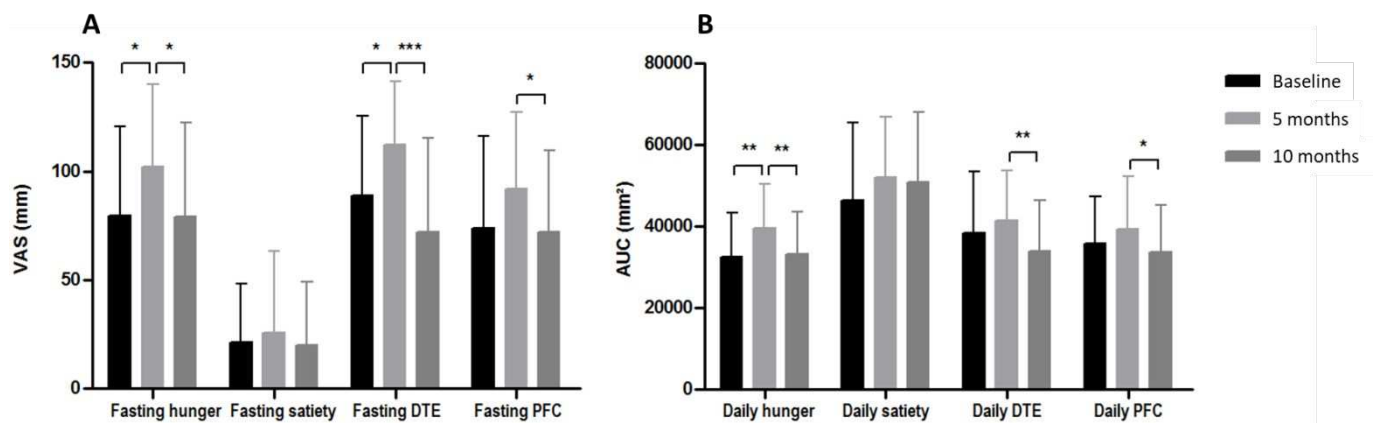 A
VAS (mm)
150
100
50
0
* * * *** *
Fasting hunger Fasting satiety Fasting DTE Fasting PFC
B
AUC (mm²)
80000
60000
40000
20000
0
** ** ** *
Daily hunger Daily satiety Daily DTE Daily PFC
Baseline
5 months
10 months